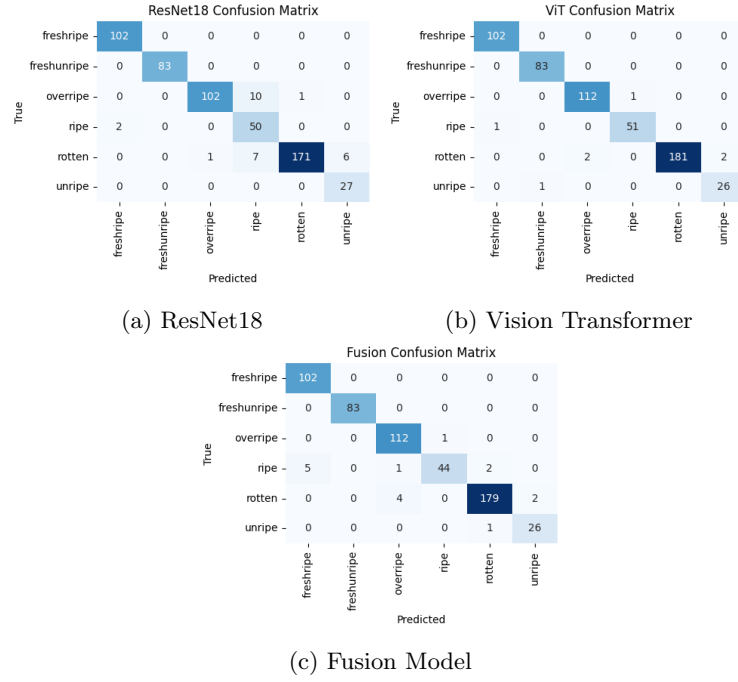 ResNet18 Confusion Matrix
True
freshripe 102 0 0 0 0 0
freshunripe 0 83 0 0 0 0
overripe 0 0 102 10 1 0
ripe 2 0 0 50 0 0
rotten 0 0 1 7 171 6
unripe 0 0 0 0 0 27
freshripe freshunripe overripe ripe rotten unripe
Predicted
(a) ResNet18
ViT Confusion Matrix
102 0 0 0 0 0
0 83 0 0 0 0
0 0 112 1 0 0
1 0 0 51 0 0
0 0 2 0 181 2
0 1 0 0 0 26
freshripe freshunripe overripe ripe rotten unripe
freshripe
freshunripe
overripe
ripe
rotten
unripe
Predicted
(b) Vision Transformer
Fusion Confusion Matrix
True
freshripe 102 0 0 0 0 0
freshunripe 0 83 0 0 0 0
overripe 0 0 112 1 0 0
ripe 5 0 1 44 2 0
rotten 0 0 4 0 179 2
unripe 0 0 0 0 1 26
freshripe freshunripe overripe ripe rotten unripe
Predicted
(c) Fusion Model